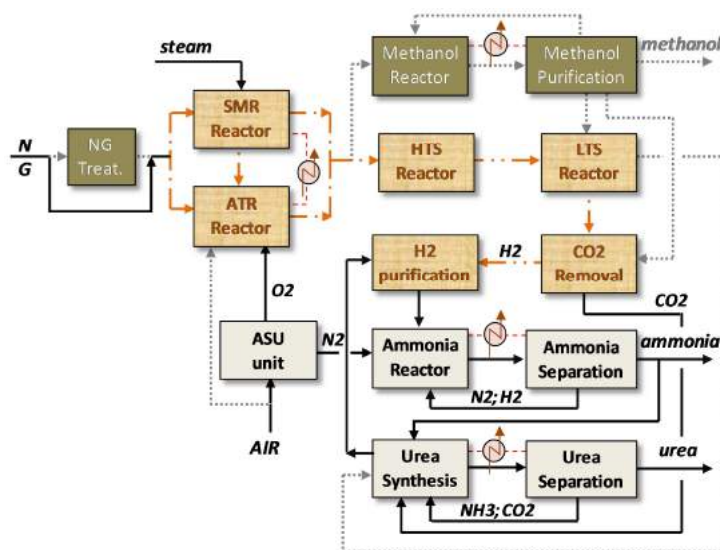 steam
Methanol
Reactor
Methanol
Purification
methanol
SMR
Reactor
N
G
NG
Treat.
HTS
Reactor
LTS
Reactor
ATR
Reactor
H2
purification
H2
CO2
Removal
O2
CO2
ASU
unit
N2
Ammonia
Reactor
Ammonia
Separation
ammonia
N2; H2
AIR
Urea
Synthesis
Urea
Separation
urea
NH3; CO2